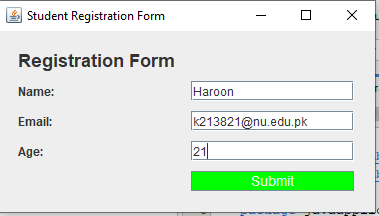 Student Registration Form
Registration Form
Name: Haroon
Email: k213821@nu.edu.pk
Age: 21
Submit